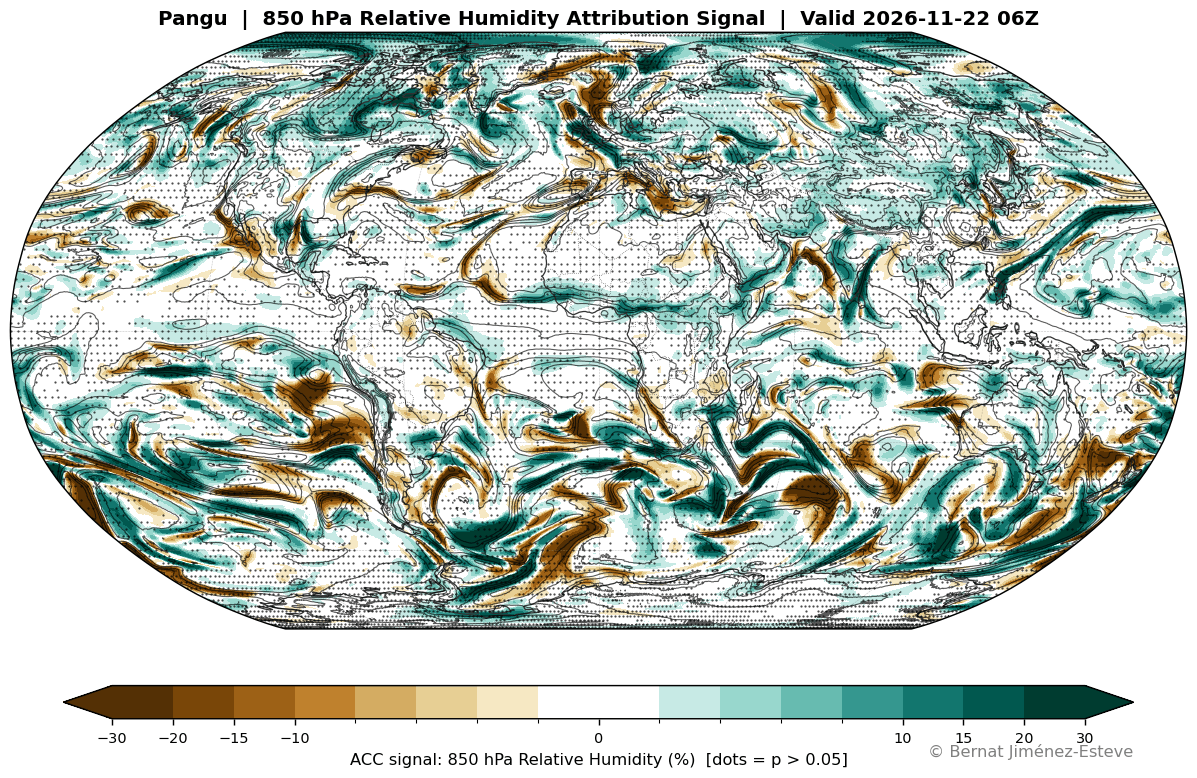 Pangu | 850 hPa Relative Humidity Attribution Signal | Valid 2026-11-22 06Z
−30 −20 −15 −10 0 10 15 20 30
ACC signal: 850 hPa Relative Humidity (%) [dots = p > 0.05]
© Bernat Jiménez-Esteve